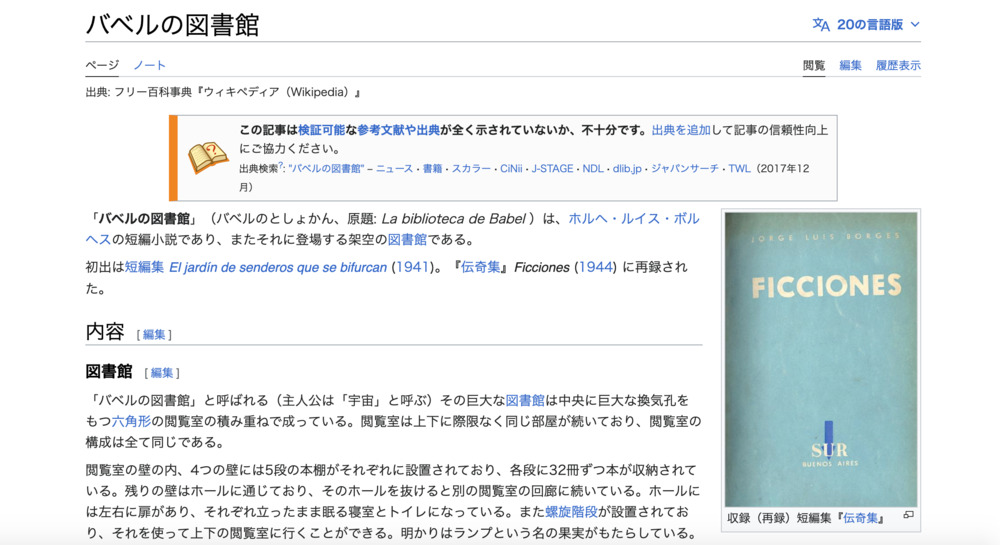 バベルの図書館
20の言語版
ページ ノート
閲覧 編集 履歴表示
出典: フリー百科事典『ウィキペディア（Wikipedia）』
この記事は検証可能な参考文献や出典が全く示されていないか、不十分です。出典を追加して記事の信頼性向上
にご協力ください。
出典検索?: "バベルの図書館" – ニュース · 書籍 · スカラー · CiNii · J-STAGE · NDL · dlib.jp · ジャパンサーチ · TWL（2017年12
月）
「バベルの図書館」（バベルのとしょかん、原題: La biblioteca de Babel ）は、ホルヘ・ルイス・ボル
ヘスの短編小説であり、またそれに登場する架空の図書館である。
初出は短編集 El jardín de senderos que se bifurcan (1941)。『伝奇集』Ficciones (1944) に再録され
た。
内容 [ 編集 ]
図書館 [ 編集 ]
「バベルの図書館」と呼ばれる（主人公は「宇宙」と呼ぶ）その巨大な図書館は中央に巨大な換気孔を
もつ六角形の閲覧室の積み重ねで成っている。閲覧室は上下に際限なく同じ部屋が続いており、閲覧室の
構成は全て同じである。
閲覧室の壁の内、4つの壁には5段の本棚がそれぞれに設置されており、各段に32冊ずつ本が収納されて
いる。残りの壁はホールに通じており、そのホールを抜けると別の閲覧室の回廊に続いている。ホールに
は左右に扉があり、それぞれ立ったまま眠る寝室とトイレになっている。また螺旋階段が設置されてお
り、それを使って上下の閲覧室に行くことができる。明かりはランプという名の果実がもたらしている。
JORGE LUIS BORGES
FICCIONES
SUR
BUENOS AIRES
収録（再録）短編集『伝奇集』